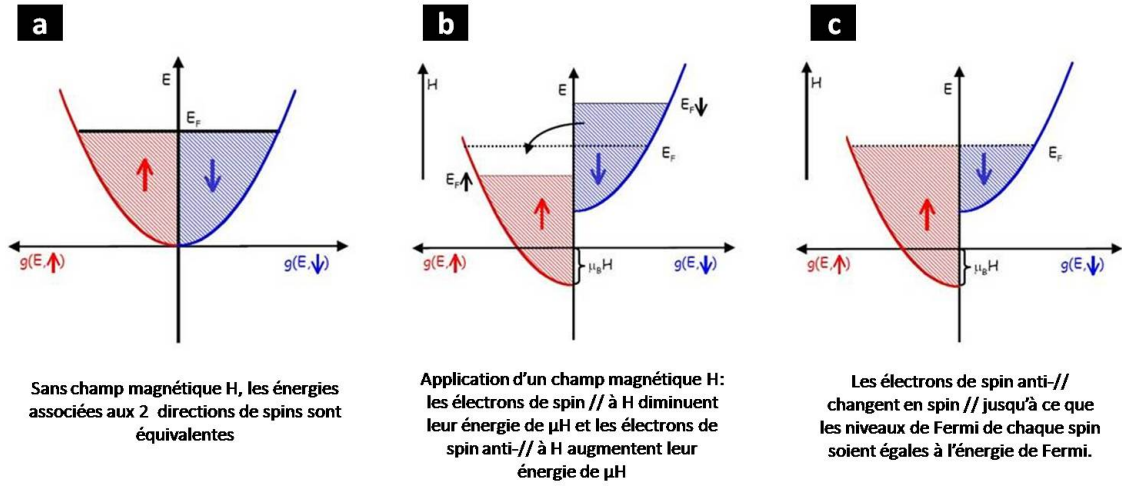 a
E
E_F
g(E,↑)
g(E,↓)
Sans champ magnétique H, les énergies
associées aux 2 directions de spins sont
équivalentes
b
H
E
E_F↓
E_F
E_F↑
g(E,↑)
μ_BH
g(E,↓)
Application d'un champ magnétique H:
les électrons de spin // à H diminuent
leur énergie de μH et les électrons de
spin anti-// à H augmentent leur
énergie de μH
c
H
E
E_F
g(E,↑)
μ_BH
g(E,↓)
Les électrons de spin anti-//
changent en spin // jusqu'à ce que
les niveaux de Fermi de chaque spin
soient égales à l'énergie de Fermi.